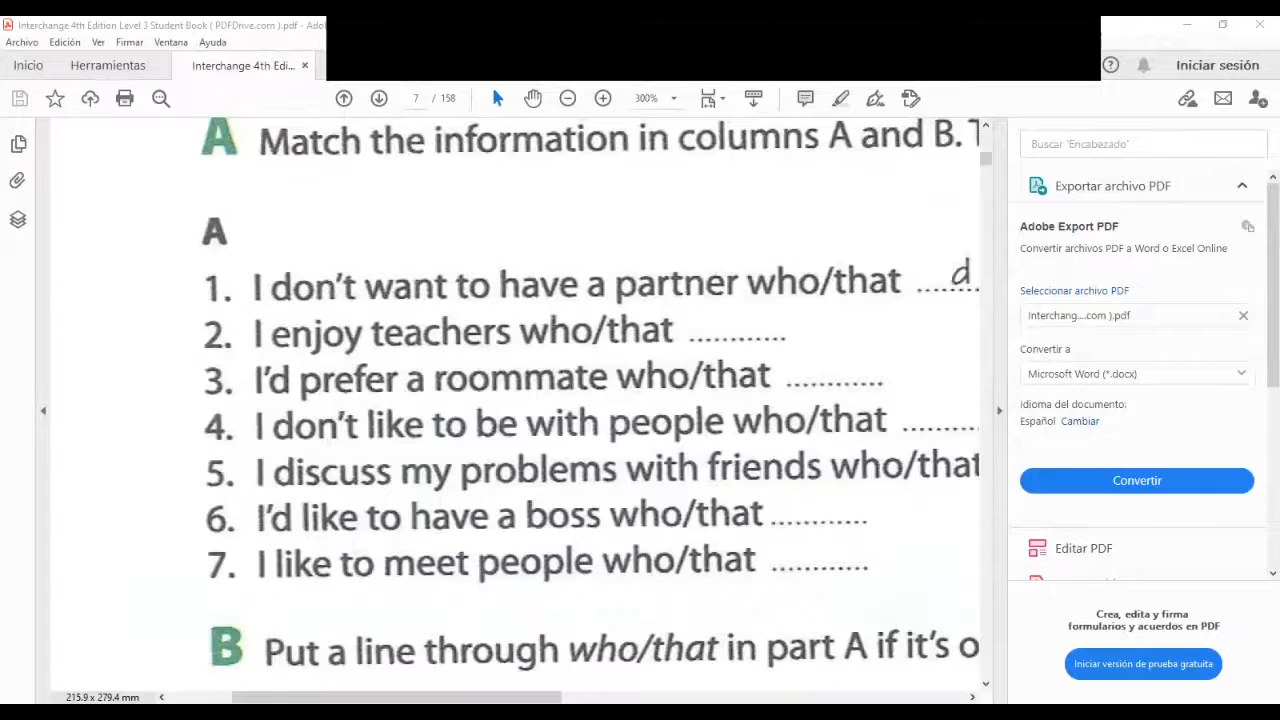 Interchange 4th Edition Level 3 Student Book ( PDFDrive.com ).pdf - Ado
Archivo Edición Ver Firmar Ventana Ayuda
Inicio Herramientas Interchange 4th Edi... × Iniciar sesión
7 / 158 300%
A Match the information in columns A and B. T
A
1. I don't want to have a partner who/that ...... d
2. I enjoy teachers who/that ............
3. I'd prefer a roommate who/that ............
4. I don't like to be with people who/that .........
5. I discuss my problems with friends who/that
6. I'd like to have a boss who/that ............
7. I like to meet people who/that ............
B Put a line through who/that in part A if it's o
215.9 x 279.4 mm
Buscar "Encabezado"
Exportar archivo PDF
Adobe Export PDF
Convertir archivos PDF a Word o Excel Online
Seleccionar archivo PDF
Interchang....com ).pdf
Convertir a
Microsoft Word (*.docx)
Idioma del documento:
Español Cambiar
Convertir
Editar PDF
Crea, edita y firma
formularios y acuerdos en PDF
Iniciar versión de prueba gratuita